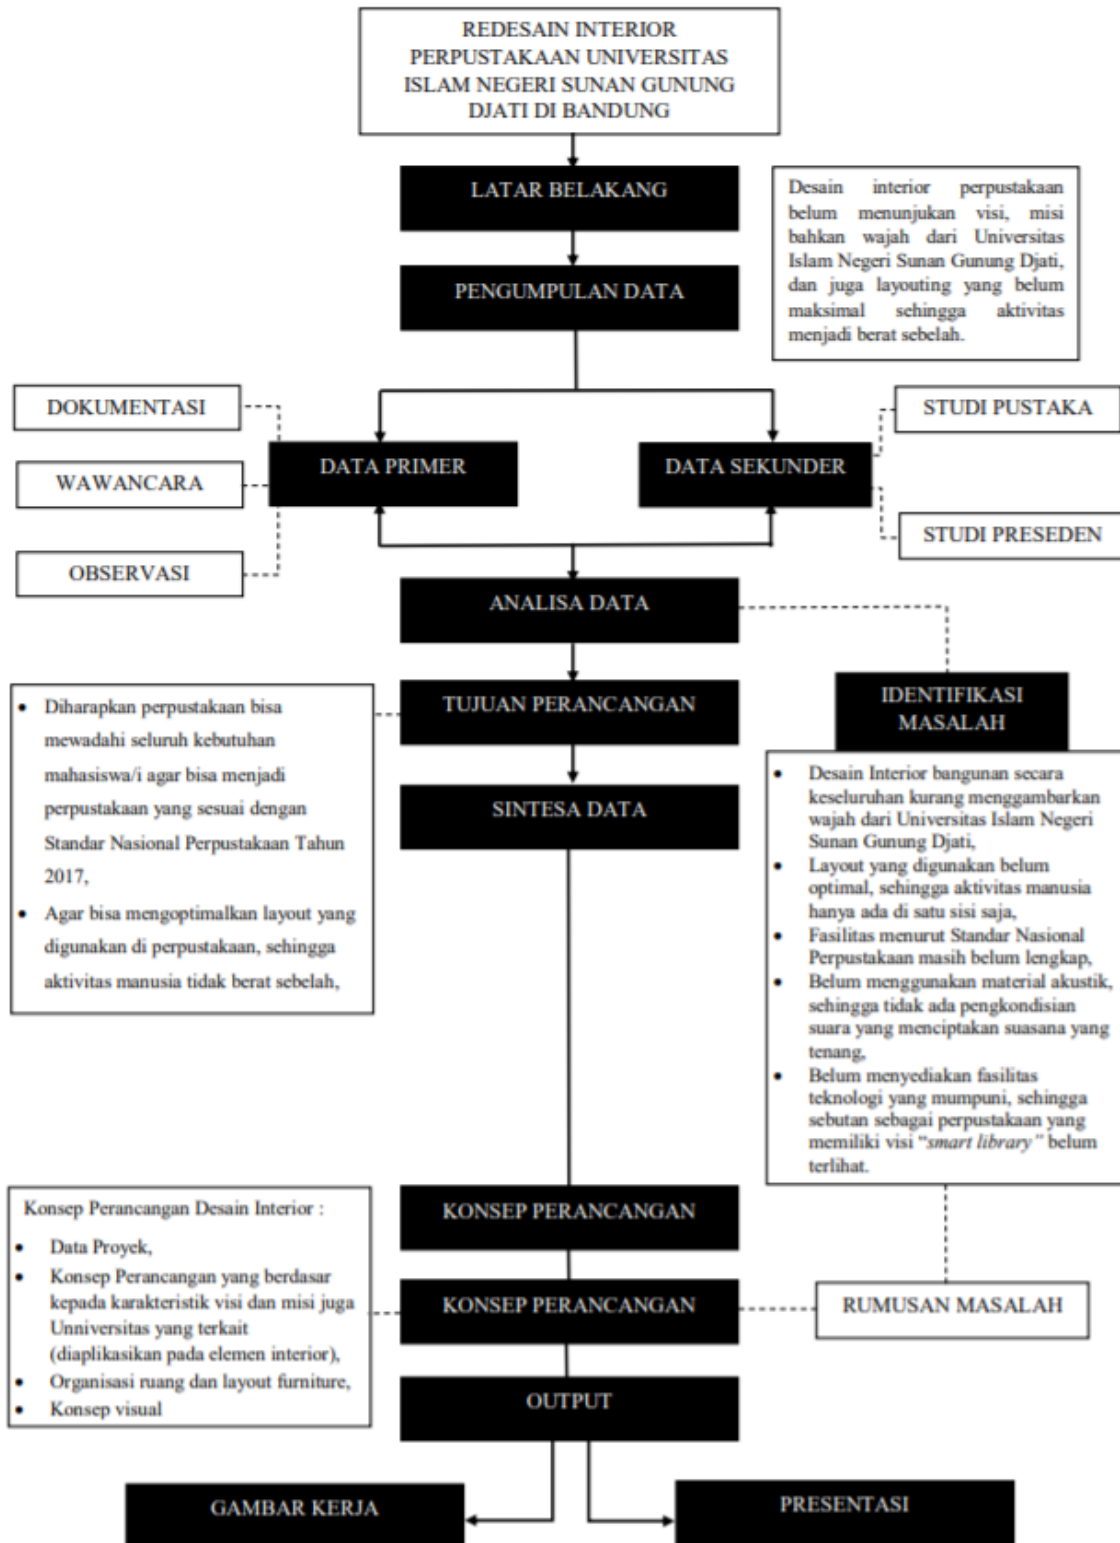 REDESAIN INTERIOR
PERPUSTAKAAN UNIVERSITAS
ISLAM NEGERI SUNAN GUNUNG
DJATI DI BANDUNG
LATAR BELAKANG
Desain interior perpustakaan
belum menunjukan visi, misi
bahkan wajah dari Universitas
Islam Negeri Sunan Gunung Djati,
dan juga layouting yang belum
maksimal sehingga aktivitas
menjadi berat sebelah.
PENGUMPULAN DATA
DOKUMENTASI
WAWANCARA
OBSERVASI
DATA PRIMER
DATA SEKUNDER
STUDI PUSTAKA
STUDI PRESEDEN
ANALISA DATA
TUJUAN PERANCANGAN
• Diharapkan perpustakaan bisa
mewadahi seluruh kebutuhan
mahasiswa/i agar bisa menjadi
perpustakaan yang sesuai dengan
Standar Nasional Perpustakaan Tahun
2017,
• Agar bisa mengoptimalkan layout yang
digunakan di perpustakaan, sehingga
aktivitas manusia tidak berat sebelah,
IDENTIFIKASI
MASALAH
• Desain Interior bangunan secara
keseluruhan kurang menggambarkan
wajah dari Universitas Islam Negeri
Sunan Gunung Djati,
• Layout yang digunakan belum
optimal, sehingga aktivitas manusia
hanya ada di satu sisi saja,
• Fasilitas menurut Standar Nasional
Perpustakaan masih belum lengkap,
• Belum menggunakan material akustik,
sehingga tidak ada pengkondisian
suara yang menciptakan suasana yang
tenang,
• Belum menyediakan fasilitas
teknologi yang mumpuni, sehingga
sebutan sebagai perpustakaan yang
memiliki visi “smart library” belum
terlihat.
SINTESA DATA
KONSEP PERANCANGAN
Konsep Perancangan Desain Interior :
• Data Proyek,
• Konsep Perancangan yang berdasar
kepada karakteristik visi dan misi juga
Unniversitas yang terkait
(diaplikasikan pada elemen interior),
• Organisasi ruang dan layout furniture,
• Konsep visual
KONSEP PERANCANGAN
RUMUSAN MASALAH
OUTPUT
GAMBAR KERJA
PRESENTASI